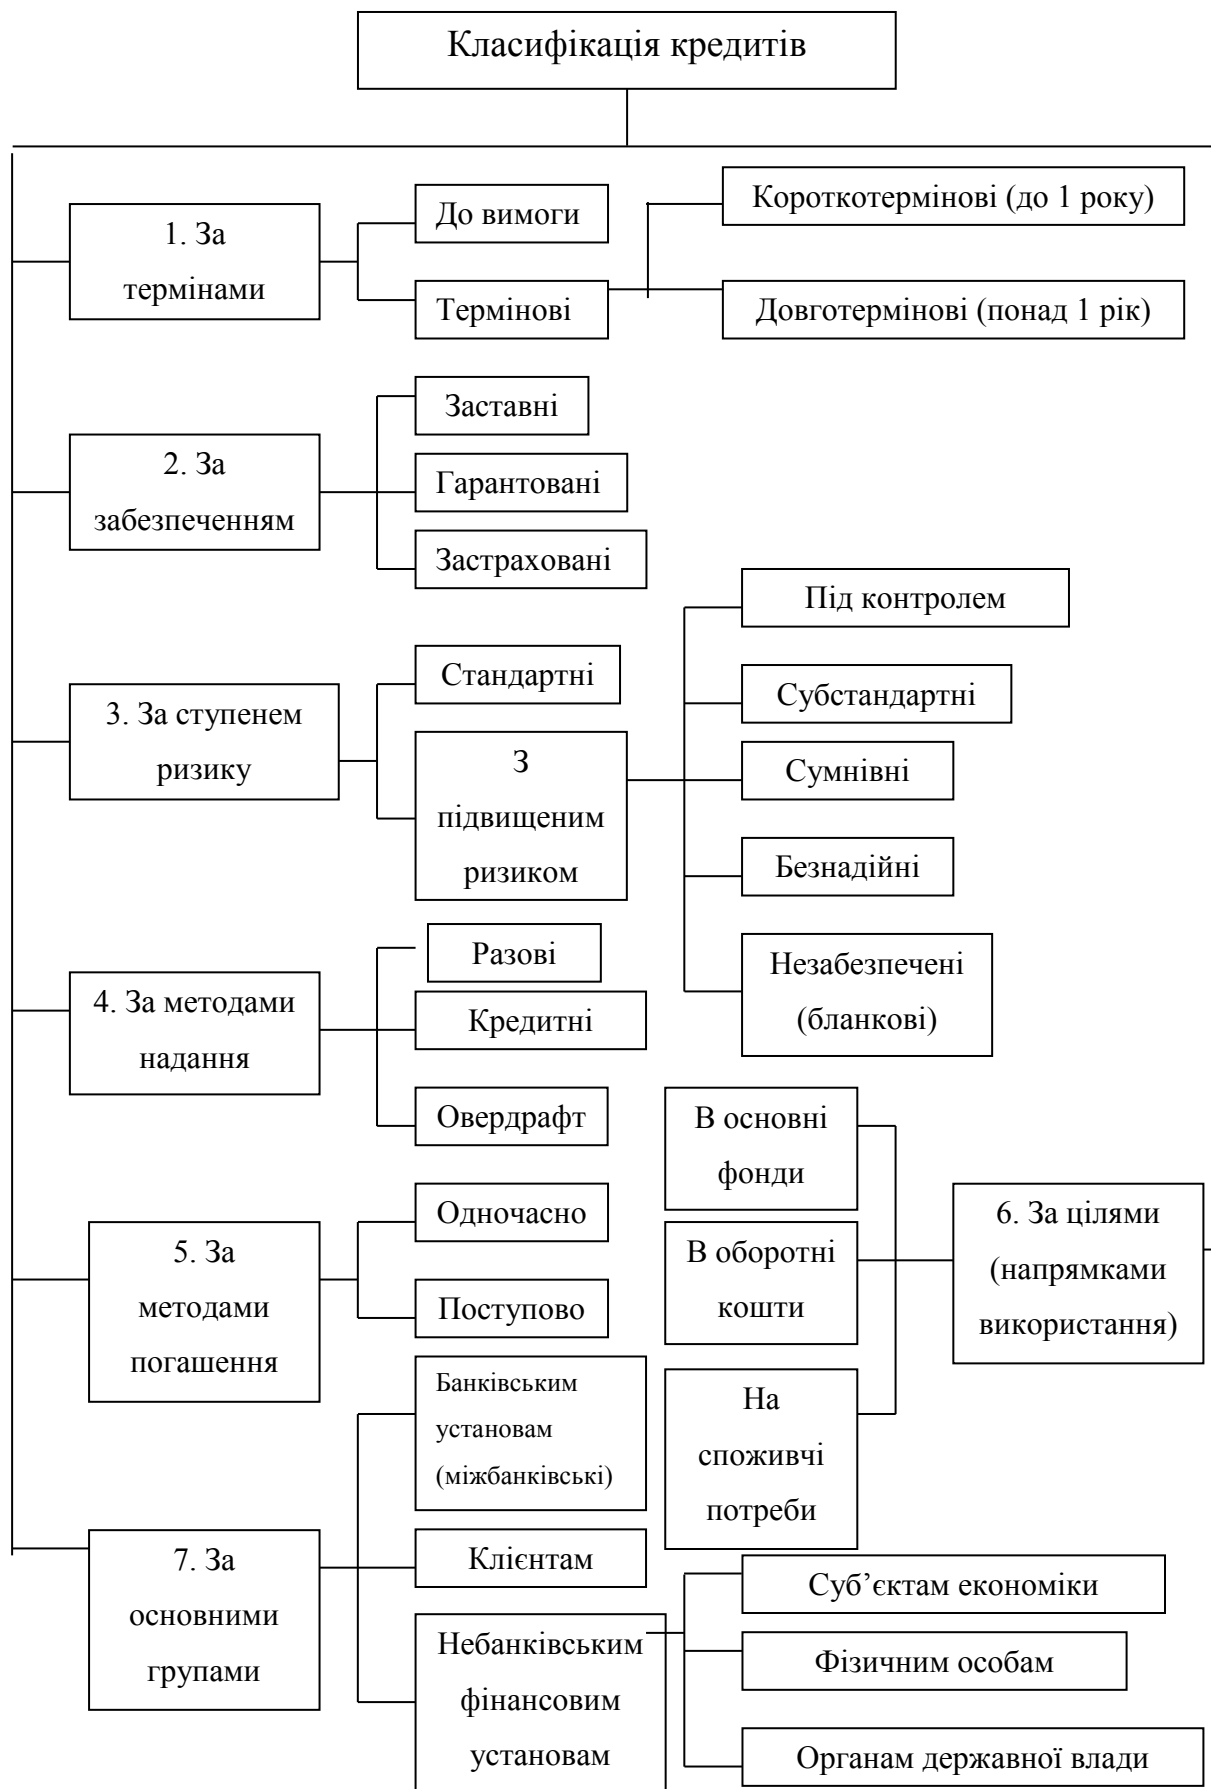 Класифікація кредитів
1. За
термінами
До вимоги
Термінові
Короткотермінові (до 1 року)
Довготермінові (понад 1 рік)
2. За
забезпеченням
Заставні
Гарантовані
Застраховані
3. За ступенем
ризику
Стандартні
З
підвищеним
ризиком
Під контролем
Субстандартні
Сумнівні
Безнадійні
Незабезпечені
(бланкові)
4. За методами
надання
Разові
Кредитні
Овердрафт
5. За
методами
погашення
Одночасно
Поступово
6. За цілями
(напрямками
використання)
В основні
фонди
В оборотні
кошти
На
споживчі
потреби
7. За
основними
групами
Банківським
установам
(міжбанківські)
Клієнтам
Небанківським
фінансовим
установам
Суб’єктам економіки
Фізичним особам
Органам державної влади